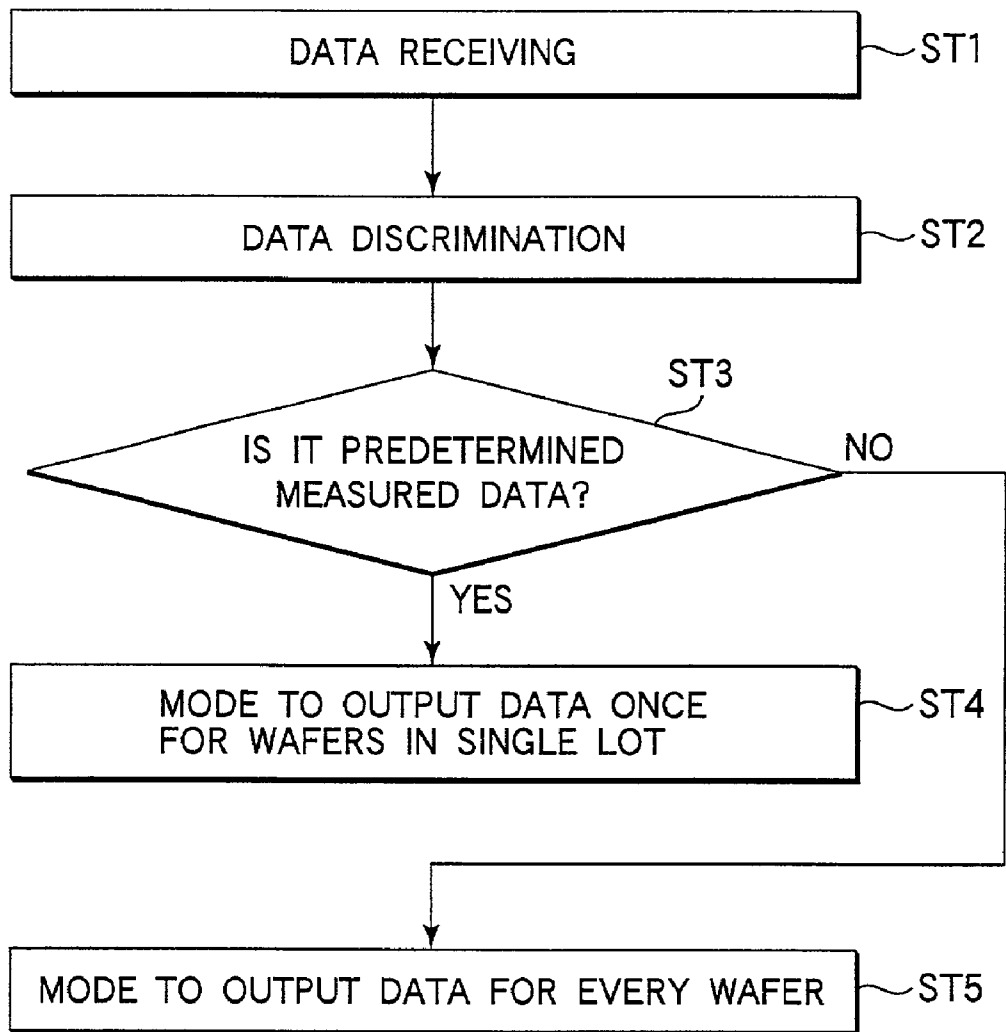 DATA RECEIVING
ST1
DATA DISCRIMINATION
ST2
ST3
IS IT PREDETERMINED
MEASURED DATA?
NO
YES
MODE TO OUTPUT DATA ONCE
FOR WAFERS IN SINGLE LOT
ST4
MODE TO OUTPUT DATA FOR EVERY WAFER
ST5